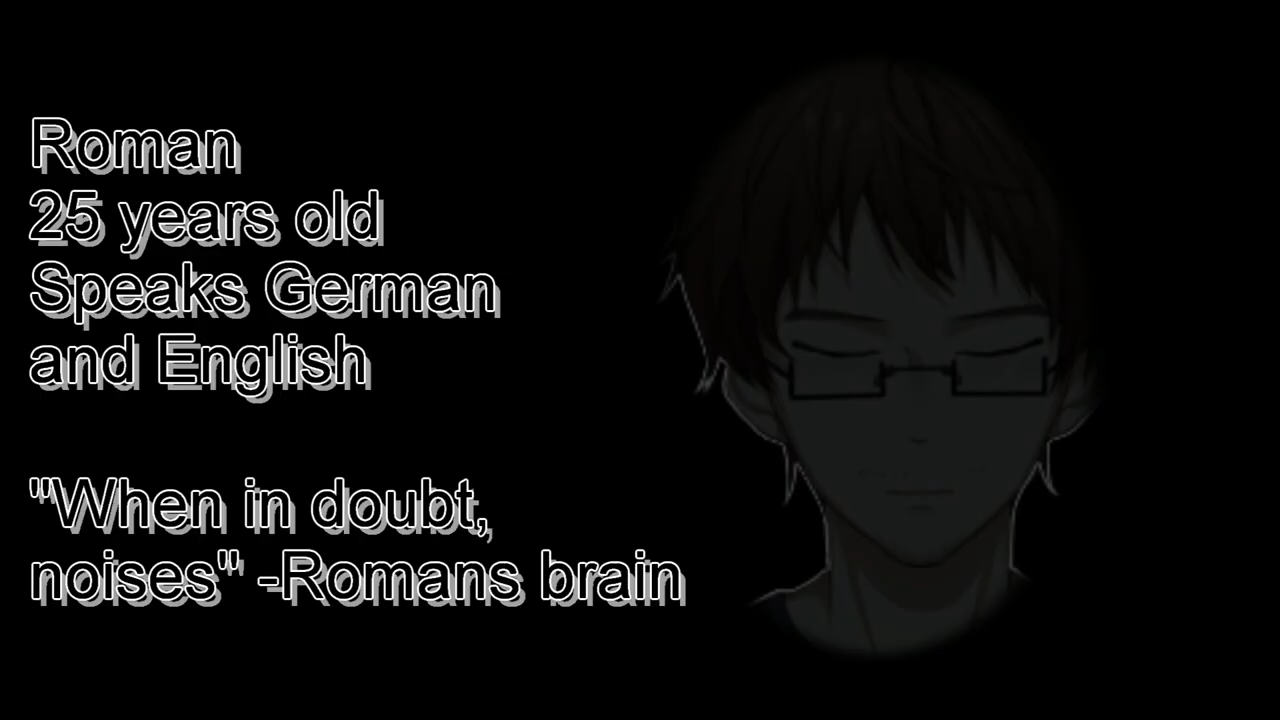 Roman
25 years old
Speaks German
and English
"When in doubt,
noises" -Romans brain